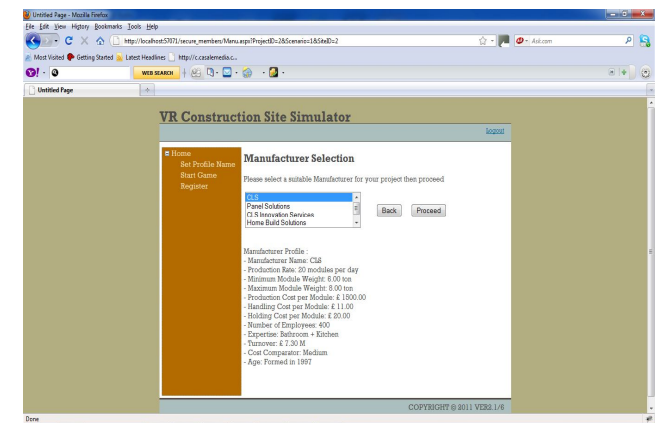 Untitled Page - Mozilla Firefox
File Edit View History Bookmarks Tools Help
http://localhost:57071/secure_members/Manu.aspx?ProjectID=2&Scenario=1&SiteID=2
Ask.com
Most Visited Getting Started Latest Headlines http://c.casalemedia.c...
WEB SEARCH
Untitled Page
VR Construction Site Simulator
Logout
Home
Set Profile Name
Start Game
Register
Manufacturer Selection
Please select a suitable Manufacturer for your project then proceed
CLS
Panel Solutions
CLS Innovation Services
Home Build Solutions
Back Proceed
Manufacturer Profile :
- Manufacturer Name: CLS
- Production Rate: 20 modules per day
- Minimum Module Weight: 6.00 ton
- Maximum Module Weight: 8.00 ton
- Production Cost per Module: £ 1500.00
- Handling Cost per Module: £ 11.00
- Holding Cost per Module: £ 20.00
- Number of Employees: 400
- Expertise: Bathroom + Kitchen
- Turnover: £ 7.30 M
- Cost Comparator: Medium
- Age: Formed in 1997
COPYRIGHT © 2011 VER2.1/6
Done